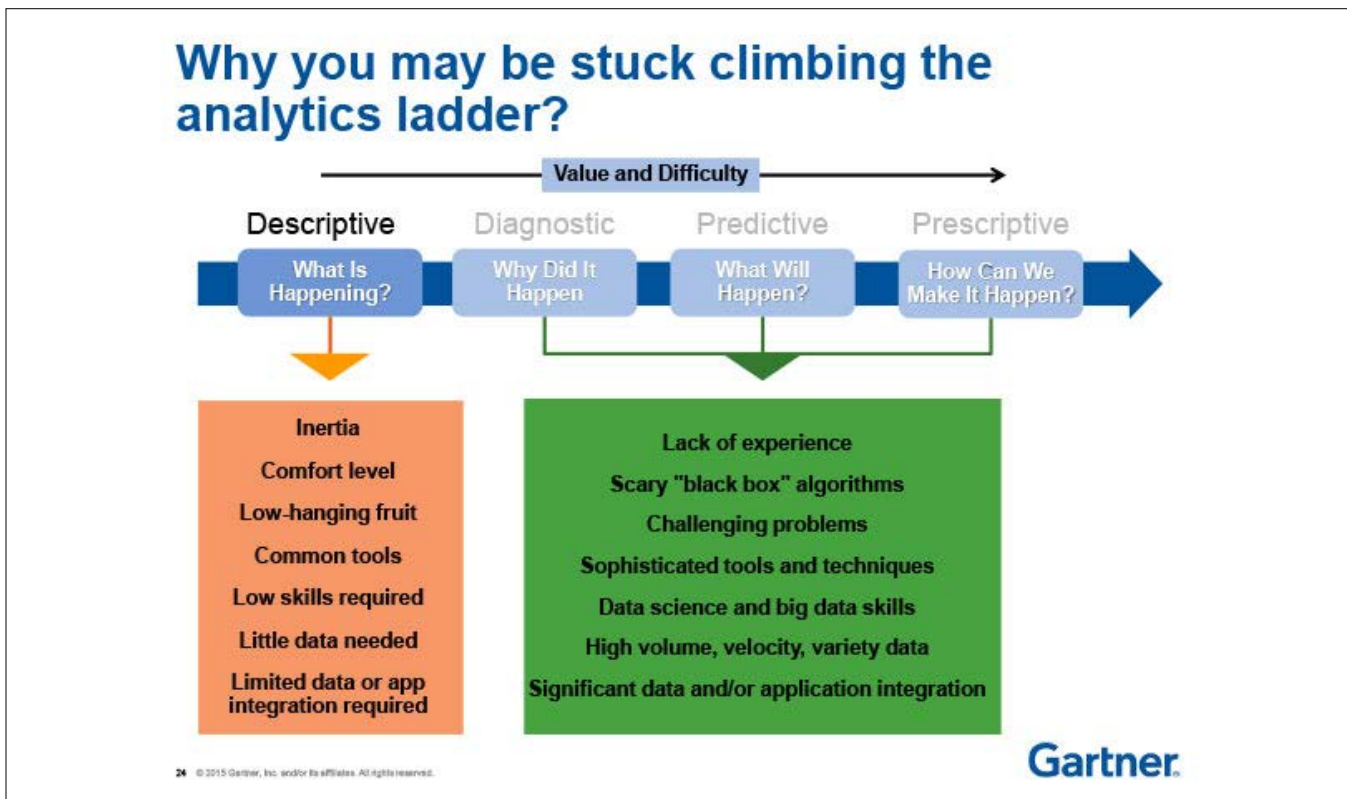 Why you may be stuck climbing the
analytics ladder?
Value and Difficulty
Descriptive
Diagnostic
Predictive
Prescriptive
What Is
Happening?
Why Did It
Happen
What Will
Happen?
How Can We
Make It Happen?
Inertia
Comfort level
Low-hanging fruit
Common tools
Low skills required
Little data needed
Limited data or app
integration required
Lack of experience
Scary "black box" algorithms
Challenging problems
Sophisticated tools and techniques
Data science and big data skills
High volume, velocity, variety data
Significant data and/or application integration
24 © 2015 Gartner, Inc. and/or its affiliates. All rights reserved.
Gartner®